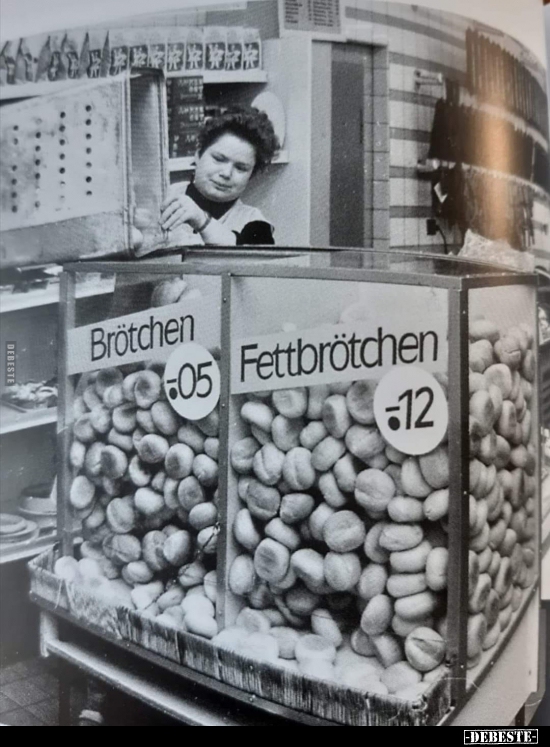 Brötchen
-.05
Fettbrötchen
-.12
DEBESTE
-DEBESTE-